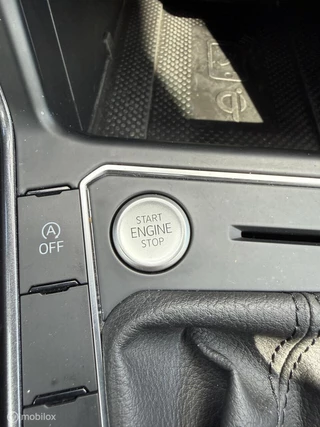 A
OFF
START
ENGINE
STOP
mobilox